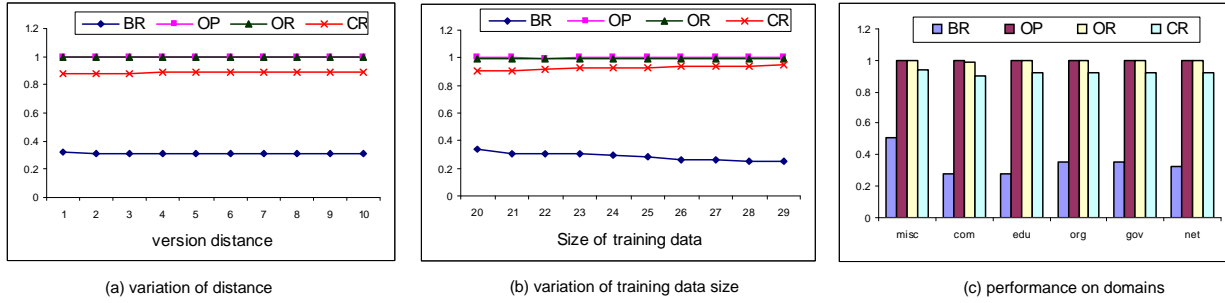 BR OP OR CR
1.2
1
0.8
0.6
0.4
0.2
0
1 2 3 4 5 6 7 8 9 10
version distance
(a) variation of distance
BR OP OR CR
1.2
1
0.8
0.6
0.4
0.2
0
20 21 22 23 24 25 26 27 28 29
Size of training data
(b) variation of training data size
BR OP OR CR
1.2
1
0.8
0.6
0.4
0.2
0
misc com edu org gov net
(c) performance on domains